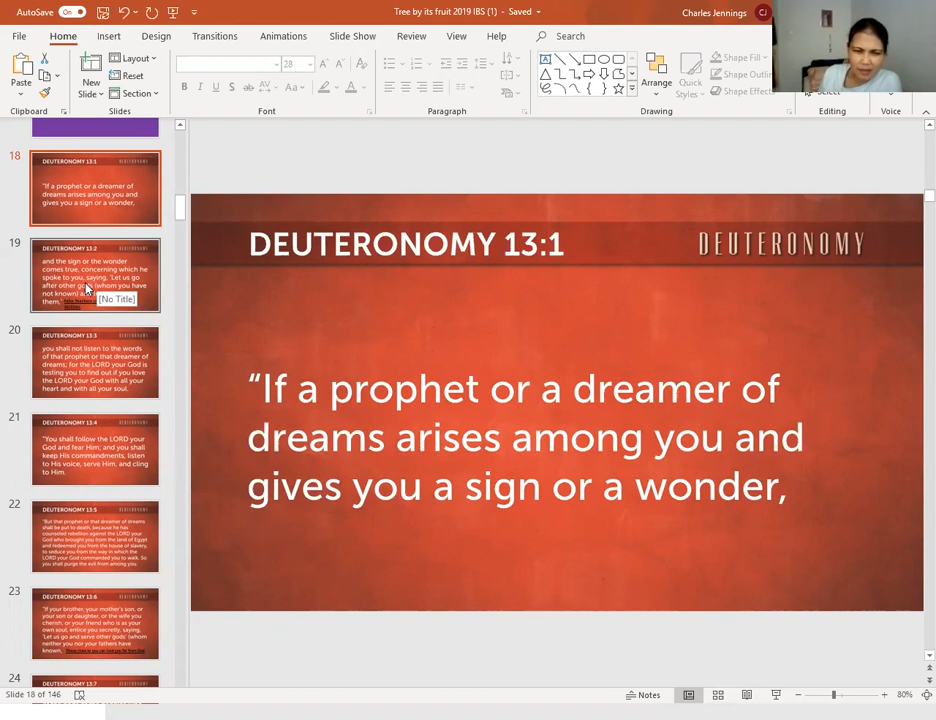 AutoSave On Tree by its fruit 2019 IBS (1) - Saved Charles Jennings CJ
File Home Insert Design Transitions Animations Slide Show Review View Help Search
Paste New Slide Layout Reset Section 28 Arrange Quick Styles Shape Fill Shape Outline Shape Effects
Clipboard Slides Font Paragraph Drawing Editing Voice
18
DEUTERONOMY 13:1 DEUTERONOMY
"If a prophet or a dreamer of
dreams arises among you and
gives you a sign or a wonder,
19
DEUTERONOMY 13:2 DEUTERONOMY
and the sign or the wonder
comes true, concerning which he
spoke to you, saying, 'Let us go
after other gods (whom you have
not known) a
them,'
[No Title]
20
DEUTERONOMY 13:3 DEUTERONOMY
you shall not listen to the words
of that prophet or that dreamer of
dreams; for the LORD your God is
testing you to find out if you love
the LORD your God with all your
heart and with all your soul.
21
DEUTERONOMY 13:4 DEUTERONOMY
"You shall follow the LORD your
God and fear Him; and you shall
keep His commandments, listen
to His voice, serve Him, and cling
to Him.
22
DEUTERONOMY 13:5 DEUTERONOMY
"But that prophet or that dreamer of dreams
shall be put to death, because he has
counseled rebellion against the LORD your
God who brought you from the land of Egypt
and redeemed you from the house of slavery,
to seduce you from the way in which the
LORD your God commanded you to walk. So
you shall purge the evil from among you.
23
DEUTERONOMY 13:6 DEUTERONOMY
"If your brother, your mother's son, or
your son or daughter, or the wife you
cherish, or your friend who is as your
own soul, entice you secretly, saying,
'Let us go and serve other gods' (whom
neither you nor your fathers have
known,
24
DEUTERONOMY 13:7 DEUTERONOMY
DEUTERONOMY 13:1 DEUTERONOMY
"If a prophet or a dreamer of
dreams arises among you and
gives you a sign or a wonder,
Slide 18 of 146 Notes 80%